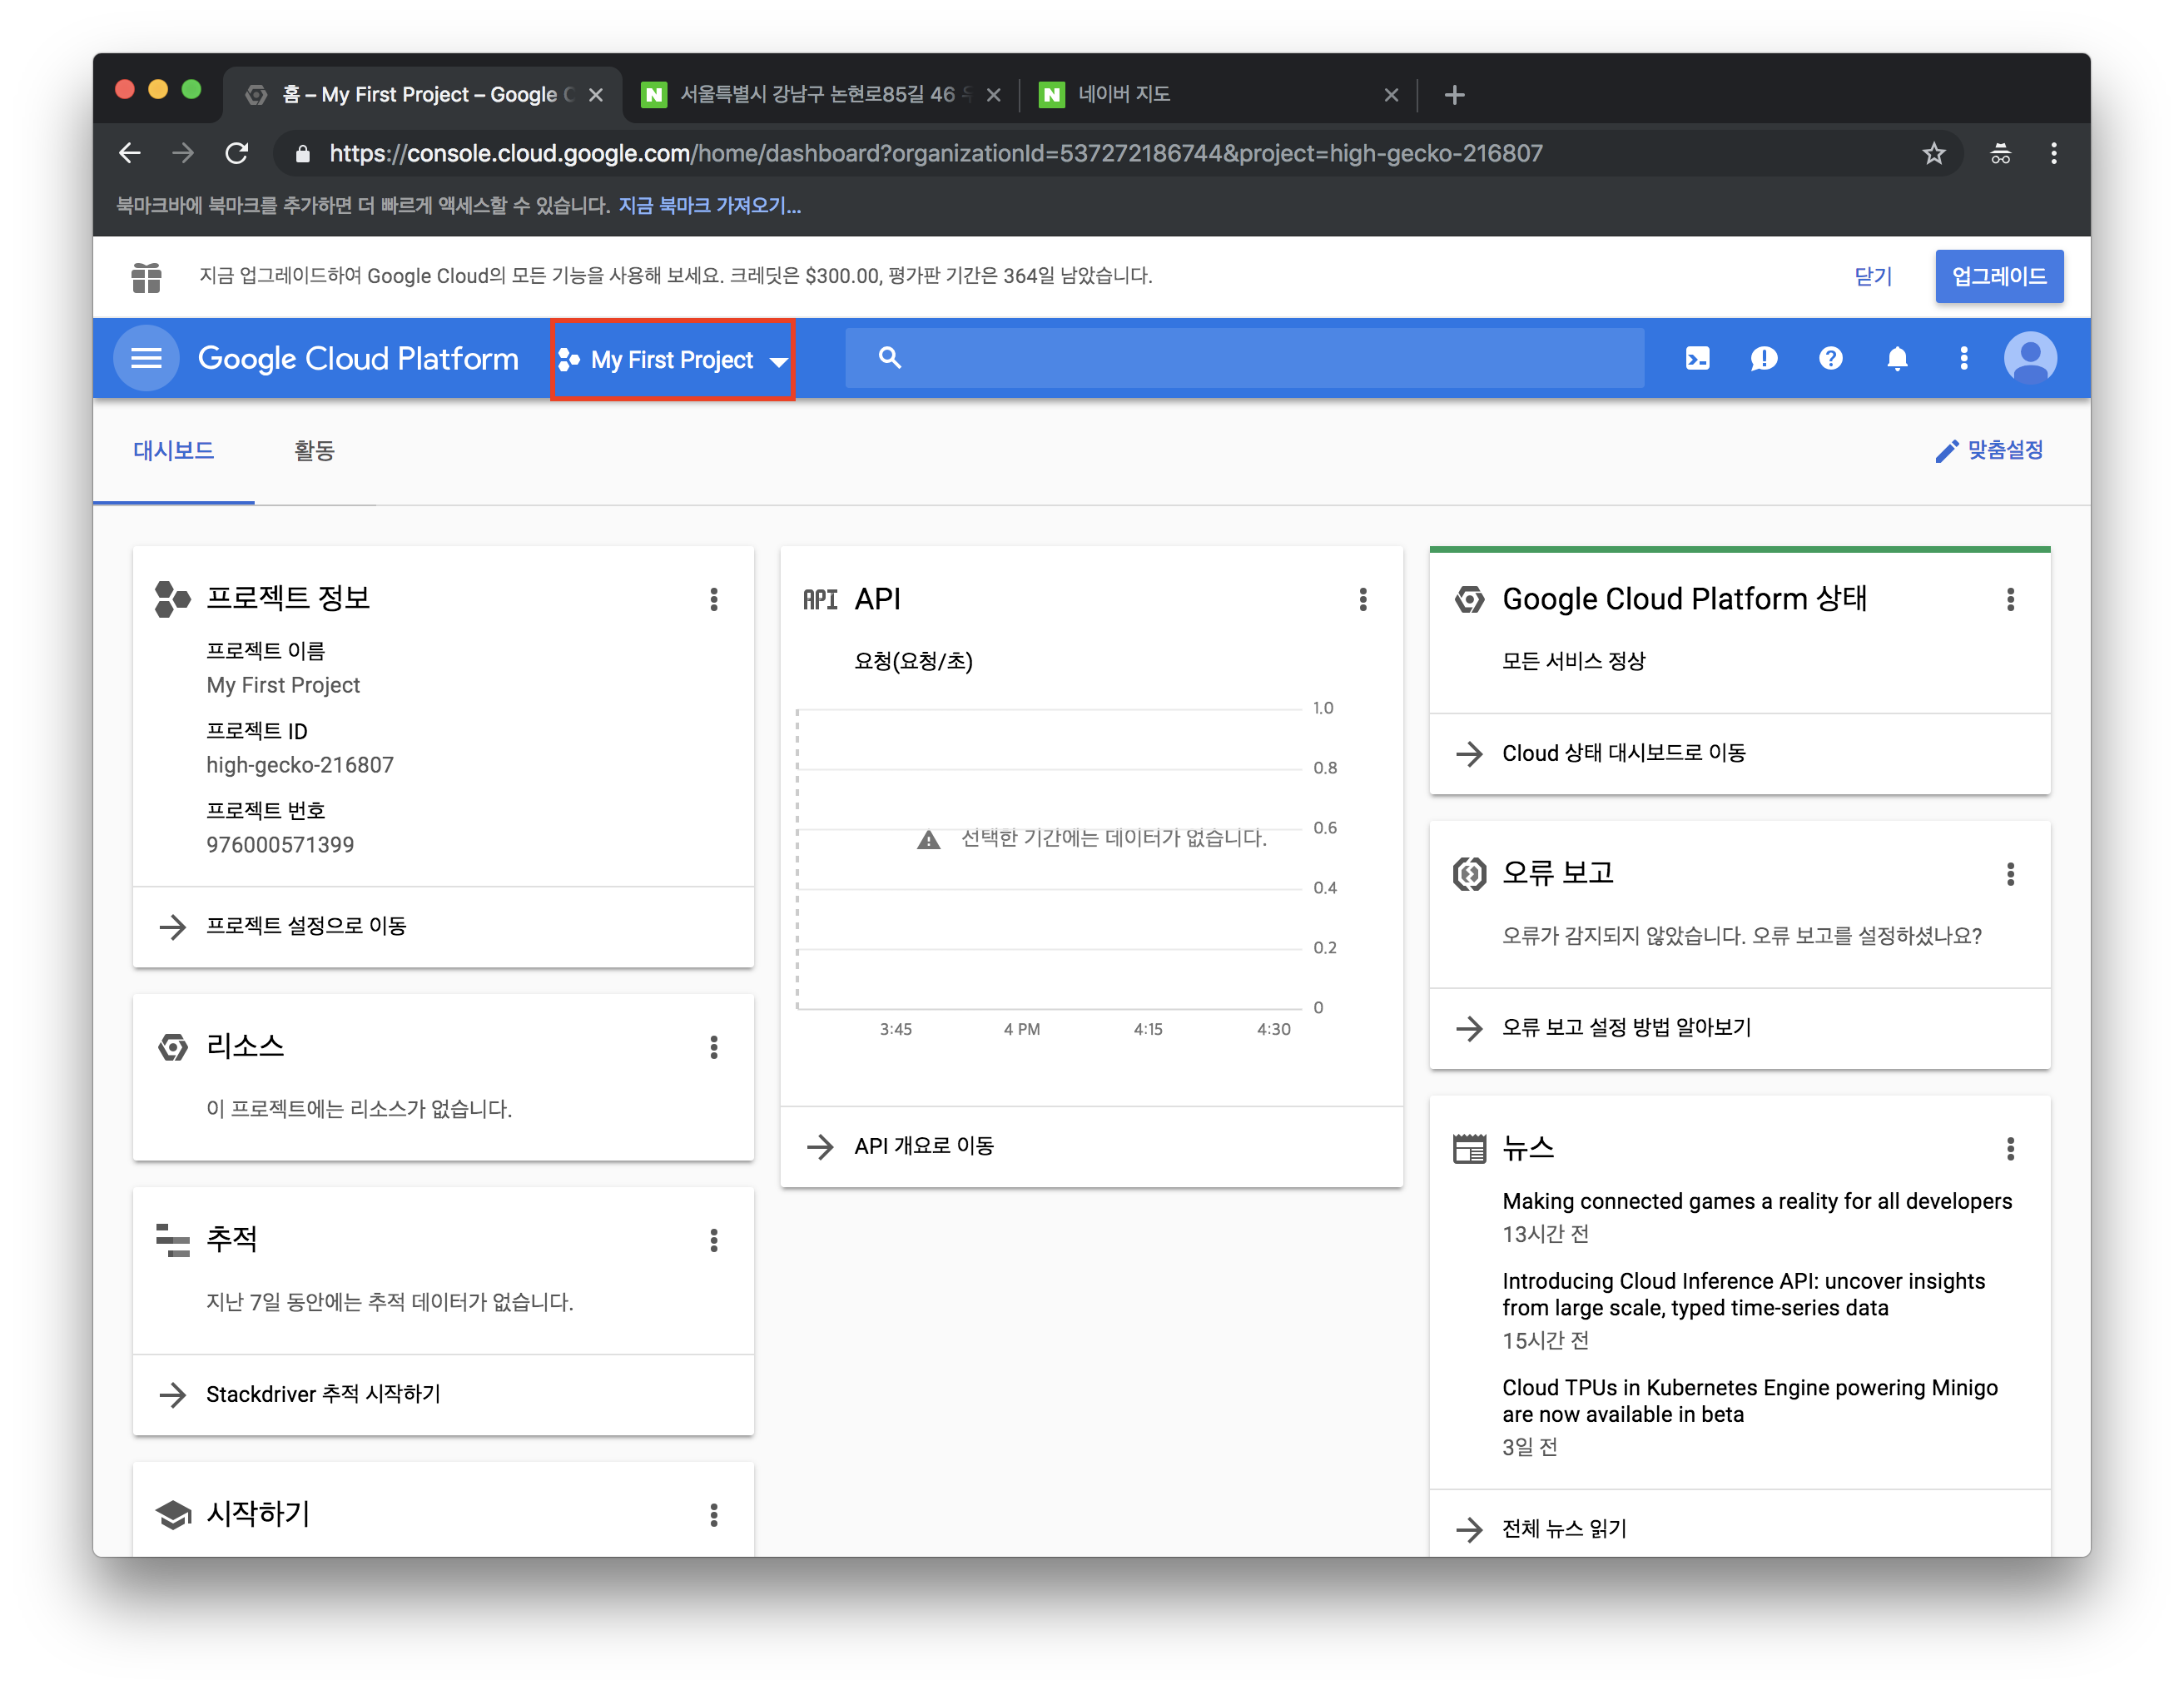 홈 – My First Project – Google C
서울특별시 강남구 논현로85길 46
네이버 지도
https://console.cloud.google.com/home/dashboard?organizationId=537272186744&project=high-gecko-216807
북마크바에 북마크를 추가하면 더 빠르게 액세스할 수 있습니다. 지금 북마크 가져오기...
지금 업그레이드하여 Google Cloud의 모든 기능을 사용해 보세요. 크레딧은 $300.00, 평가판 기간은 364일 남았습니다.
닫기
업그레이드
Google Cloud Platform
My First Project
대시보드
활동
맞춤설정
프로젝트 정보
프로젝트 이름
My First Project
프로젝트 ID
high-gecko-216807
프로젝트 번호
976000571399
프로젝트 설정으로 이동
리소스
이 프로젝트에는 리소스가 없습니다.
추적
지난 7일 동안에는 추적 데이터가 없습니다.
Stackdriver 추적 시작하기
시작하기
API API
요청(요청/초)
1.0
0.8
0.6
선택한 기간에는 데이터가 없습니다.
0.4
0.2
0
3:45 4 PM 4:15 4:30
API 개요로 이동
Google Cloud Platform 상태
모든 서비스 정상
Cloud 상태 대시보드로 이동
오류 보고
오류가 감지되지 않았습니다. 오류 보고를 설정하셨나요?
오류 보고 설정 방법 알아보기
뉴스
Making connected games a reality for all developers
13시간 전
Introducing Cloud Inference API: uncover insights
from large scale, typed time-series data
15시간 전
Cloud TPUs in Kubernetes Engine powering Minigo
are now available in beta
3일 전
전체 뉴스 읽기